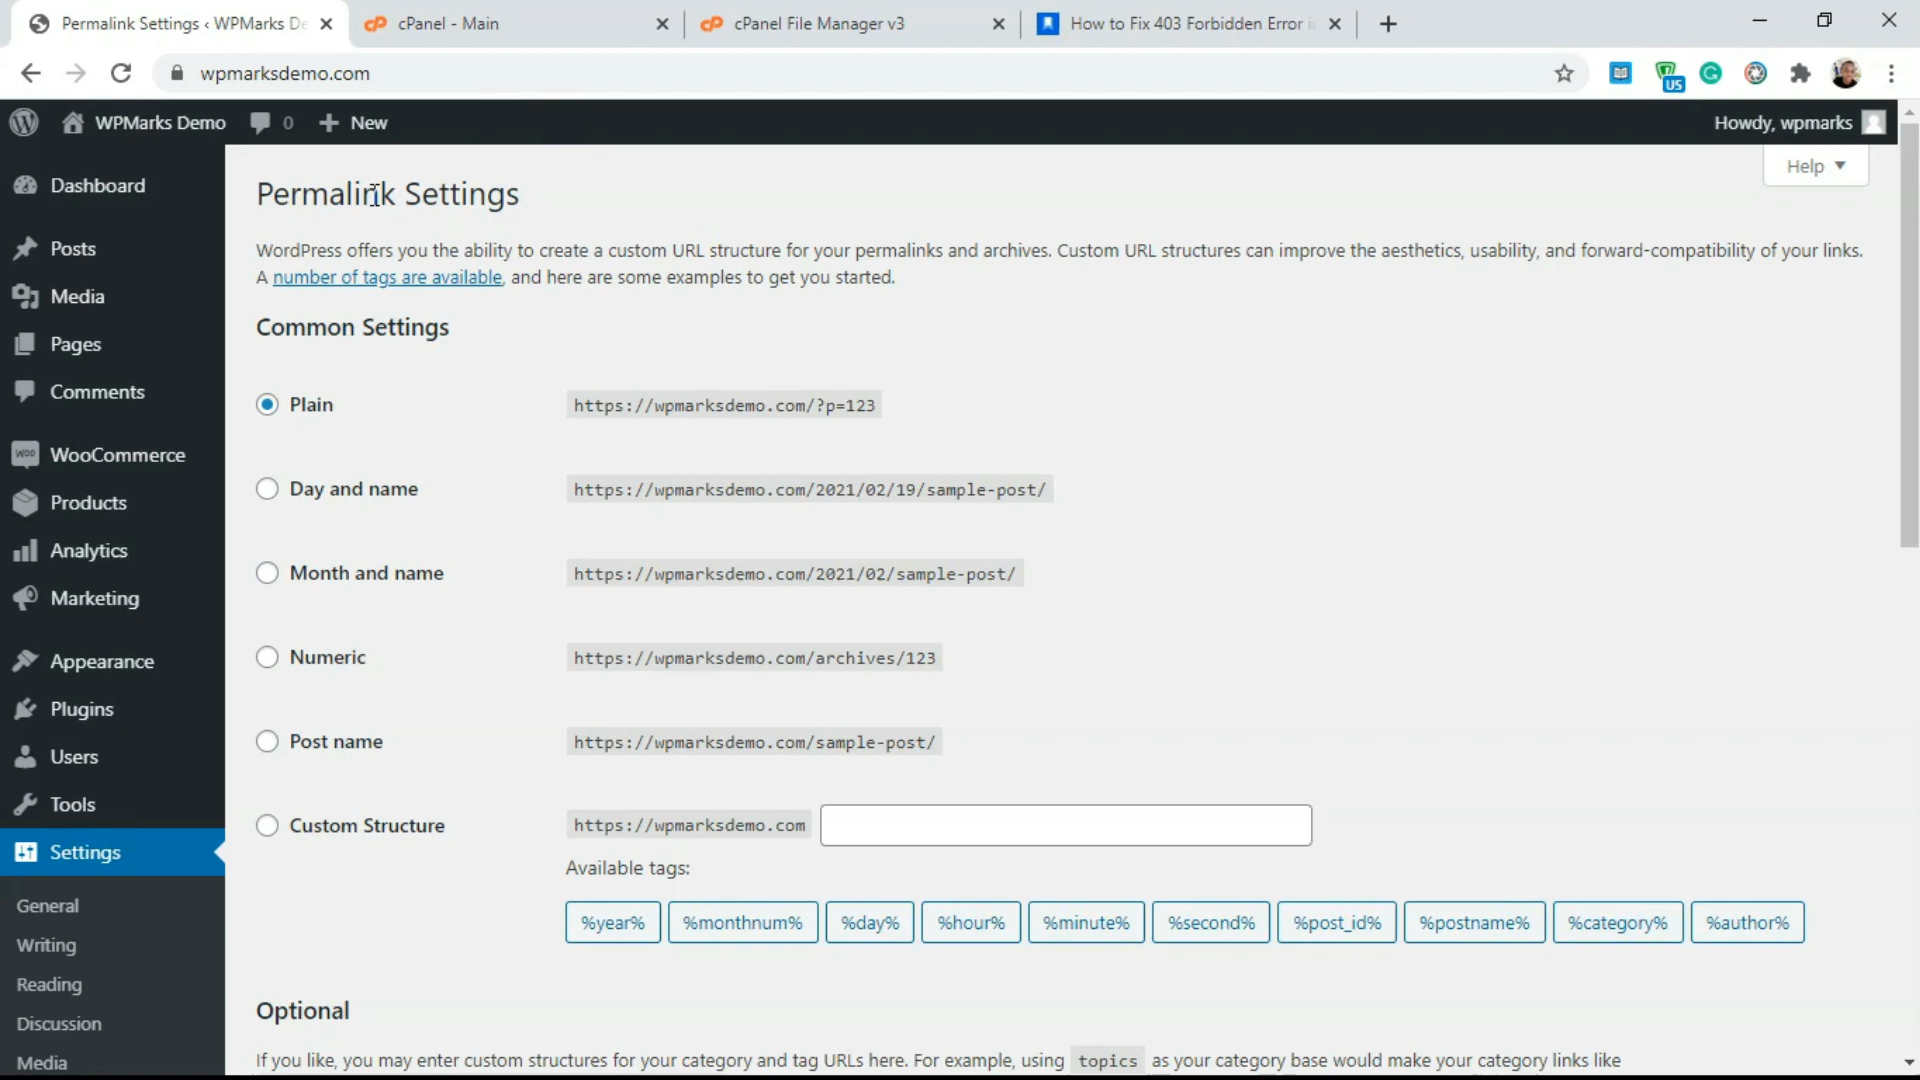 Permalink Settings ‹ WPMarks De
cPanel - Main
cPanel File Manager v3
How to Fix 403 Forbidden Error i
wpmarksdemo.com
US
WPMarks Demo
0
New
Howdy, wpmarks
Help
Dashboard
Posts
Media
Pages
Comments
WooCommerce
Products
Analytics
Marketing
Appearance
Plugins
Users
Tools
Settings
General
Writing
Reading
Discussion
Media
Permalink Settings
WordPress offers you the ability to create a custom URL structure for your permalinks and archives. Custom URL structures can improve the aesthetics, usability, and forward-compatibility of your links.
A number of tags are available, and here are some examples to get you started.
Common Settings
Plain https://wpmarksdemo.com/?p=123
Day and name https://wpmarksdemo.com/2021/02/19/sample-post/
Month and name https://wpmarksdemo.com/2021/02/sample-post/
Numeric https://wpmarksdemo.com/archives/123
Post name https://wpmarksdemo.com/sample-post/
Custom Structure https://wpmarksdemo.com
Available tags:
%year% %monthnum% %day% %hour% %minute% %second% %post_id% %postname% %category% %author%
Optional
If you like, you may enter custom structures for your category and tag URLs here. For example, using topics as your category base would make your category links like